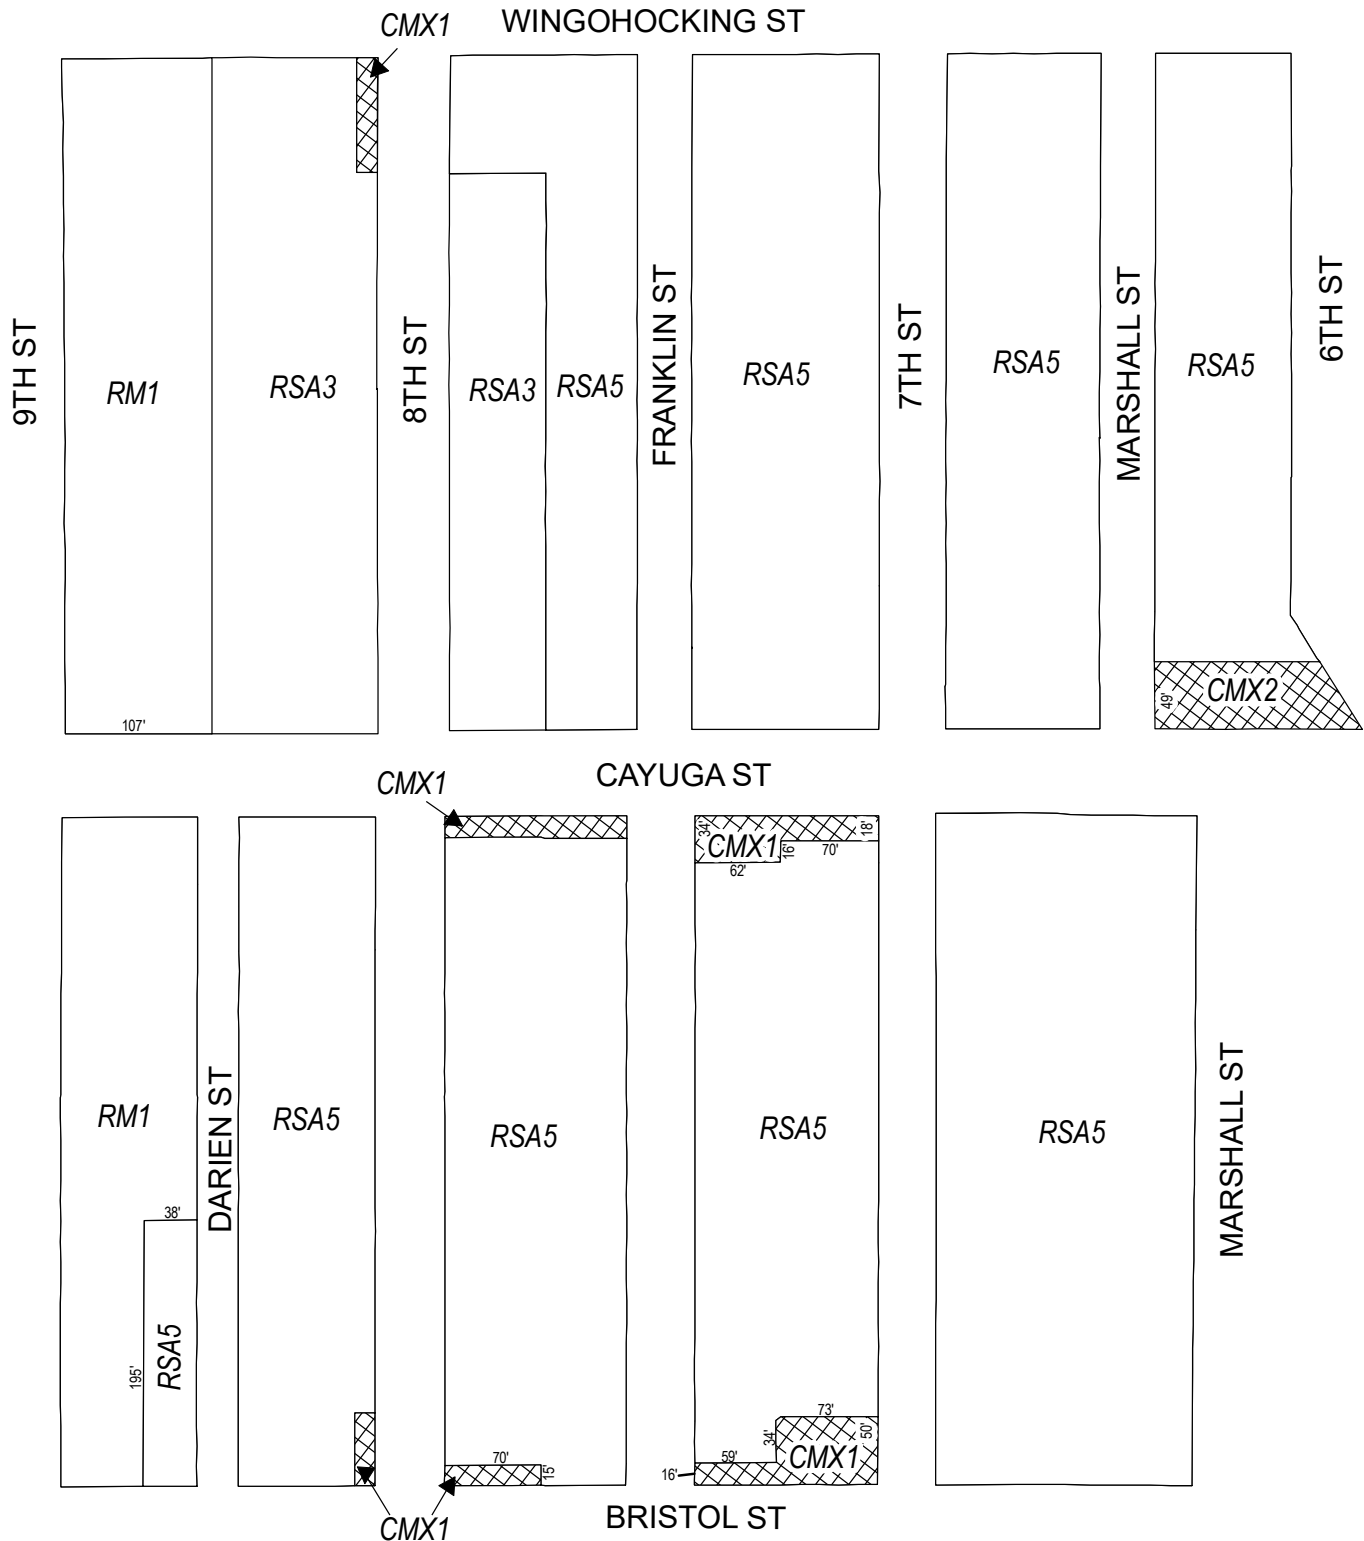 CMX1
WINGOHOCKING ST
9TH ST
RM1
RSA3
8TH ST
RSA3
RSA5
FRANKLIN ST
RSA5
7TH ST
RSA5
MARSHALL ST
RSA5
6TH ST
49'
CMX2
107'
CMX1
CAYUGA ST
34'
CMX1
16'
70'
18'
62'
RM1
DARIEN ST
RSA5
RSA5
RSA5
RSA5
MARSHALL ST
38'
195'
RSA5
70'
15'
16'
59'
34'
73'
50'
CMX1
CMX1
BRISTOL ST